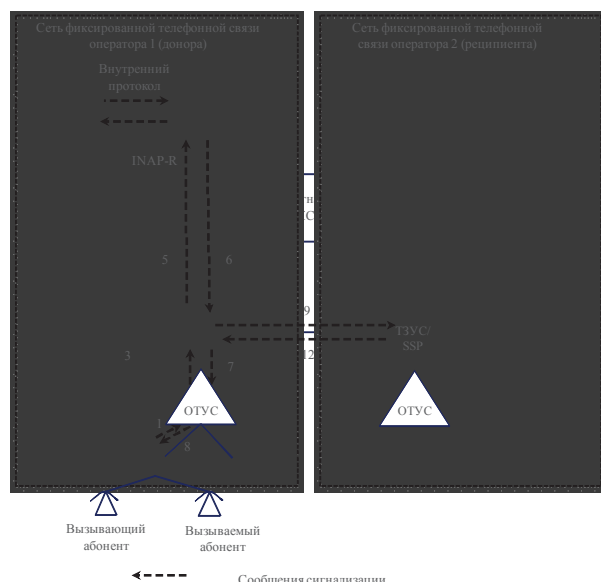 Сеть фиксированной телефонной связи
оператора 1 (донора)
Сеть фиксированной телефонной
связи оператора 2 (реципиента)
Внутренний
протокол
INAP-R
5
6
9
ТЗУС/
SSP
12
3
7
ОТУС
ОТУС
1
8
Вызывающий
абонент
Вызываемый
абонент
Сообщения сигнализации